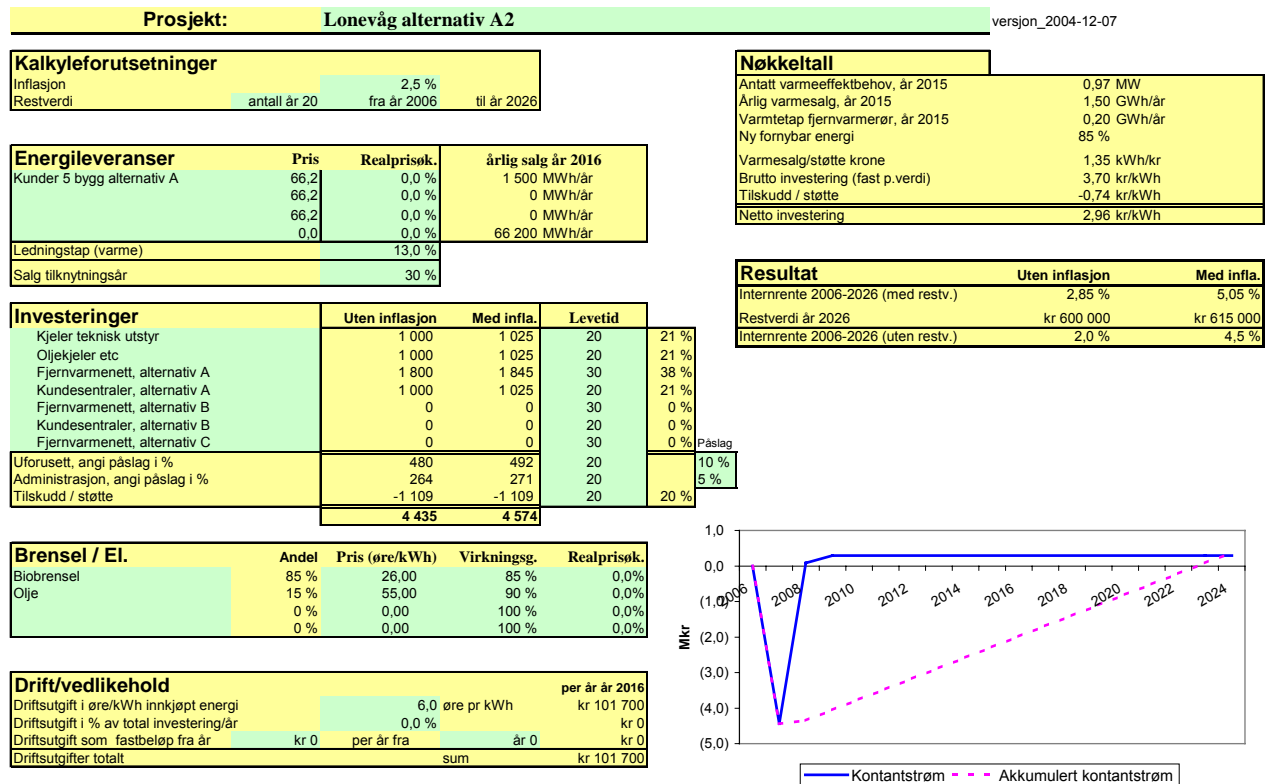 Prosjekt: Lonevåg alternativ A2 versjon_2004-12-07
Kalkyleforutsetninger
Inflasjon 2,5 %
Restverdi antall år 20 fra år 2006 til år 2026
Nøkkeltall
Antatt varmeeffektbehov, år 2015 0,97 MW
Årlig varmesalg, år 2015 1,50 GWh/år
Varmtetap fjernvarmerør, år 2015 0,20 GWh/år
Ny fornybar energi 85 %
Varmesalg/støtte krone 1,35 kWh/kr
Brutto investering (fast p.verdi) 3,70 kr/kWh
Tilskudd / støtte -0,74 kr/kWh
Netto investering 2,96 kr/kWh
Energileveranser Pris Realprisøk. årlig salg år 2016
Kunder 5 bygg alternativ A 66,2 0,0 % 1 500 MWh/år
66,2 0,0 % 0 MWh/år
66,2 0,0 % 0 MWh/år
0,0 0,0 % 66 200 MWh/år
Ledningstap (varme) 13,0 %
Salg tilknytningsår 30 %
Resultat Uten inflasjon Med infla.
Internrente 2006-2026 (med restv.) 2,85 % 5,05 %
Restverdi år 2026 kr 600 000 kr 615 000
Internrente 2006-2026 (uten restv.) 2,0 % 4,5 %
Investeringer Uten inflasjon Med infla. Levetid
Kjeler teknisk utstyr 1 000 1 025 20 21 %
Oljekjeler etc 1 000 1 025 20 21 %
Fjernvarmenett, alternativ A 1 800 1 845 30 38 %
Kundesentraler, alternativ A 1 000 1 025 20 21 %
Fjernvarmenett, alternativ B 0 0 30 0 %
Kundesentraler, alternativ B 0 0 20 0 %
Fjernvarmenett, alternativ C 0 0 30 0 % Påslag
Uforusett, angi påslag i % 480 492 20 10 %
Administrasjon, angi påslag i % 264 271 20 5 %
Tilskudd / støtte -1 109 -1 109 20 20 %
4 435 4 574
Brensel / El. Andel Pris (øre/kWh) Virkningsg. Realprisøk.
Biobrensel 85 % 26,00 85 % 0,0%
Olje 15 % 55,00 90 % 0,0%
0 % 0,00 100 % 0,0%
0 % 0,00 100 % 0,0%
Drift/vedlikehold per år år 2016
Driftsutgift i øre/kWh innkjøpt energi 6,0 øre pr kWh kr 101 700
Driftsutgift i % av total investering/år 0,0 % kr 0
Driftsutgift som fastbeløp fra år kr 0 per år fra år 0 kr 0
Driftsutgifter totalt sum kr 101 700
Mkr
1,0
0,0
(1,0)
(2,0)
(3,0)
(4,0)
(5,0)
2006 2008 2010 2012 2014 2016 2018 2020 2022 2024
Kontantstrøm Akkumulert kontantstrøm